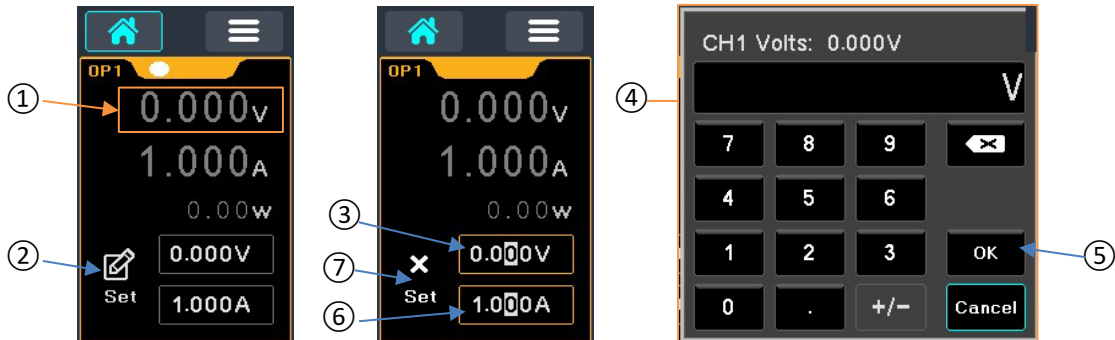 OP1
① 0.000V
1.000A
0.00W
② Set
0.000V
1.000A
OP1
0.000V
1.000A
0.00W
③ 0.000V
⑦ Set
⑥ 1.000A
④
CH1 Volts: 0.000V
V
7 8 9
4 5 6
1 2 3 OK ⑤
0 . +/- Cancel